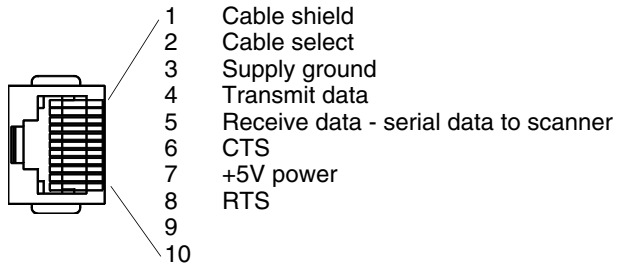 1 Cable shield
2 Cable select
3 Supply ground
4 Transmit data
5 Receive data - serial data to scanner
6 CTS
7 +5V power
8 RTS
9
10